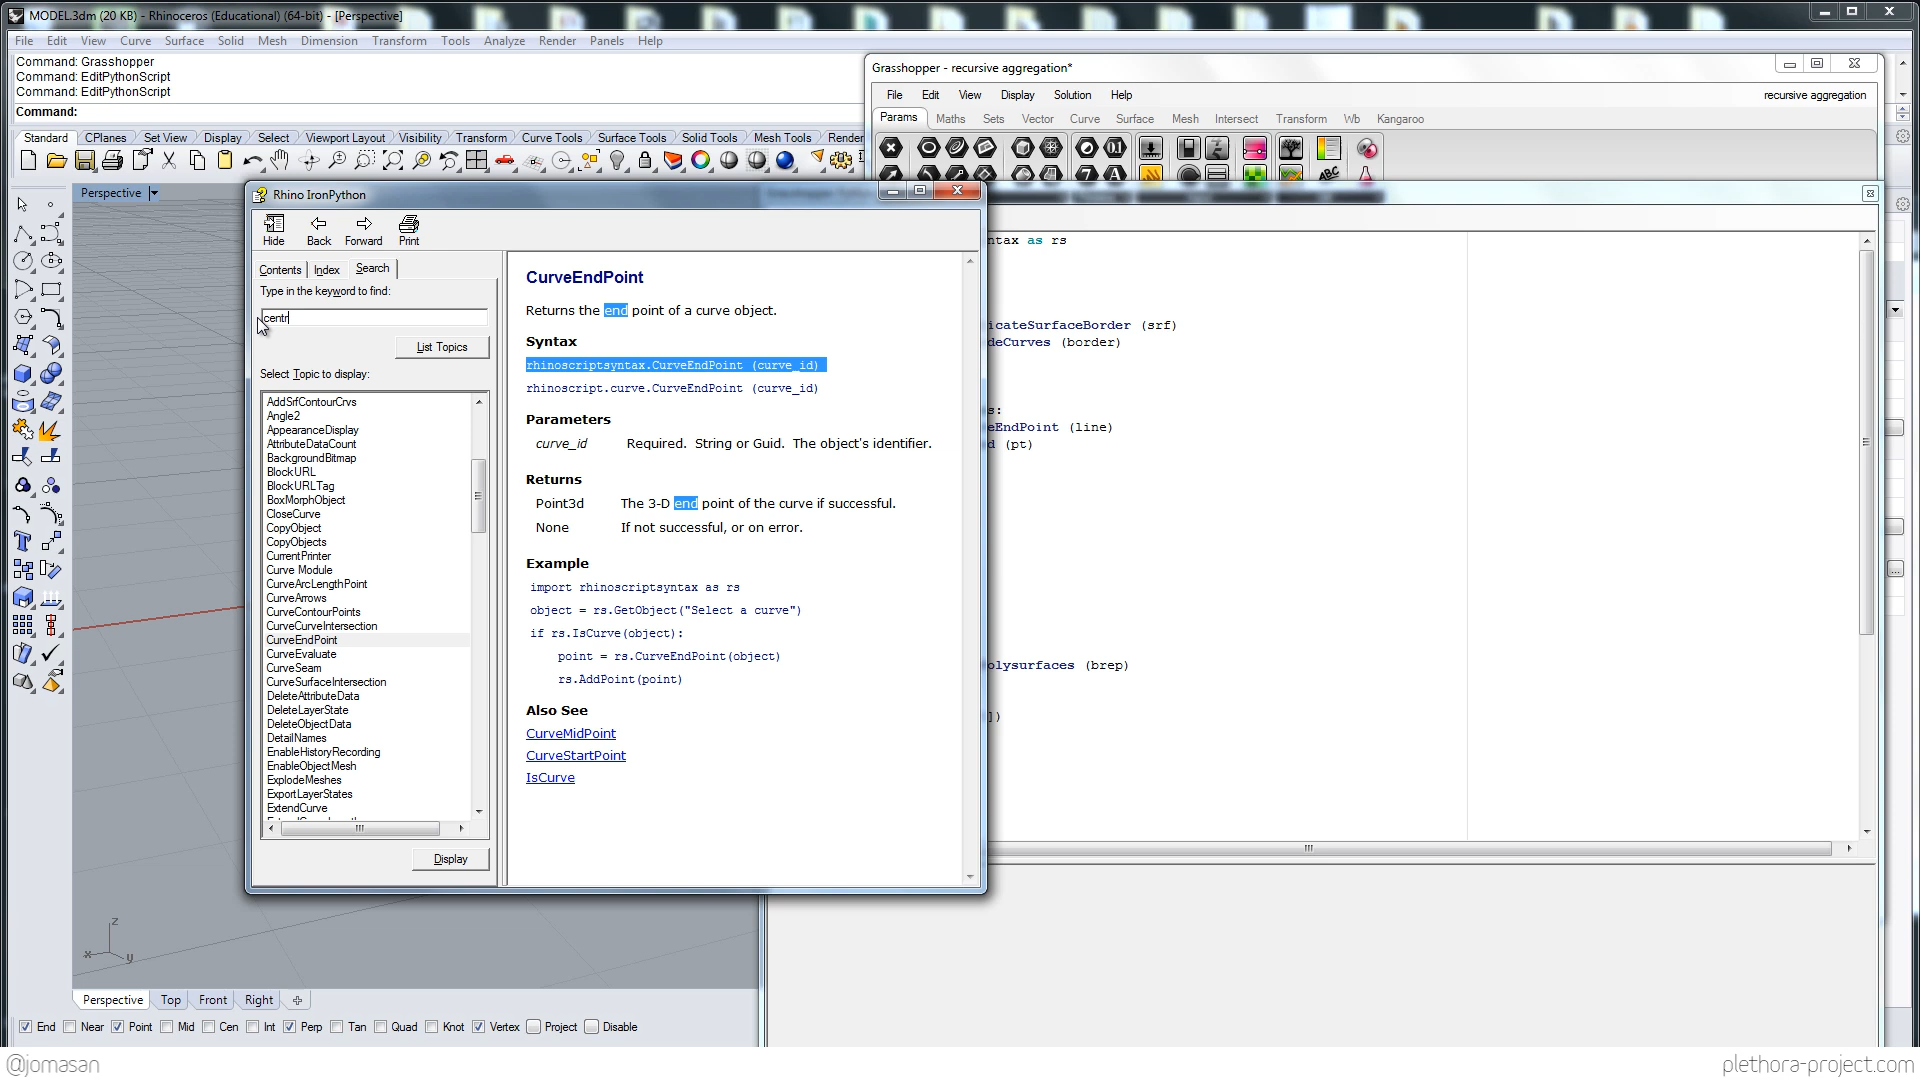 MODEL.3dm (20 KB) - Rhinoceros (Educational) (64-bit) - [Perspective]
File Edit View Curve Surface Solid Mesh Dimension Transform Tools Analyze Render Panels Help
Command: Grasshopper
Command: EditPythonScript
Command: EditPythonScript
Command:
Standard CPlanes Set View Display Select Viewport Layout Visibility Transform Curve Tools Surface Tools Solid Tools Mesh Tools Render
Grasshopper - recursive aggregation*
File Edit View Display Solution Help recursive aggregation
Params Maths Sets Vector Curve Surface Mesh Intersect Transform Wb Kangaroo
Perspective
Rhino IronPython
Hide Back Forward Print
Contents Index Search
Type in the keyword to find:
centr
List Topics
Select Topic to display:
AddSrfContourCrvs
Angle2
AppearanceDisplay
AttributeDataCount
BackgroundBitmap
BlockURL
BlockURLTag
BoxMorphObject
CloseCurve
CopyObject
CopyObjects
CurrentPrinter
Curve Module
CurveArcLengthPoint
CurveArrows
CurveContourPoints
CurveCurveIntersection
CurveEndPoint
CurveEvaluate
CurveSeam
CurveSurfaceIntersection
DeleteAttributeData
DeleteLayerState
DeleteObjectData
DetailNames
EnableHistoryRecording
EnableObjectMesh
ExplodeMeshes
ExportLayerStates
ExtendCurve
Display
CurveEndPoint
Returns the end point of a curve object.
Syntax
rhinoscriptsyntax.CurveEndPoint (curve_id)
rhinoscript.curve.CurveEndPoint (curve_id)
Parameters
curve_id Required. String or Guid. The object's identifier.
Returns
Point3d The 3-D end point of the curve if successful.
None If not successful, or on error.
Example
import rhinoscriptsyntax as rs
object = rs.GetObject("Select a curve")
if rs.IsCurve(object):
point = rs.CurveEndPoint(object)
rs.AddPoint(point)
Also See
CurveMidPoint
CurveStartPoint
IsCurve
ntax as rs
icateSurfaceBorder (srf)
deCurves (border)
s:
eEndPoint (line)
d (pt)
olysurfaces (brep)
])
z
x y
Perspective Top Front Right
End Near Point Mid Cen Int Perp Tan Quad Knot Vertex Project Disable
@jomasan
plethora-project.com